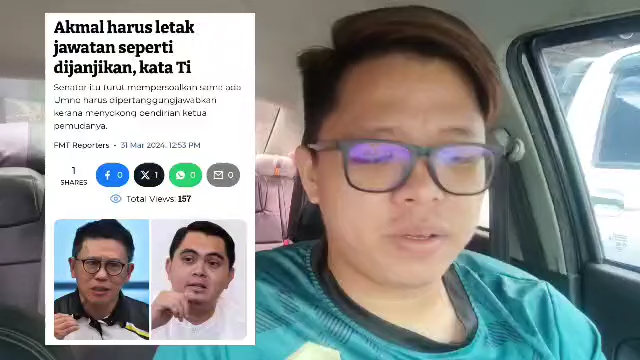 Akmal harus letak
jawatan seperti
dijanjikan, kata Ti
Senator itu turut mempersoalkan sama ada
Umno harus dipertanggungjawabkan
kerana menyokong pendirian ketua
pemudanya.
FMT Reporters • 31 Mar 2024, 12:53 PM
1
SHARES
0
1
0
0
Total Views: 157